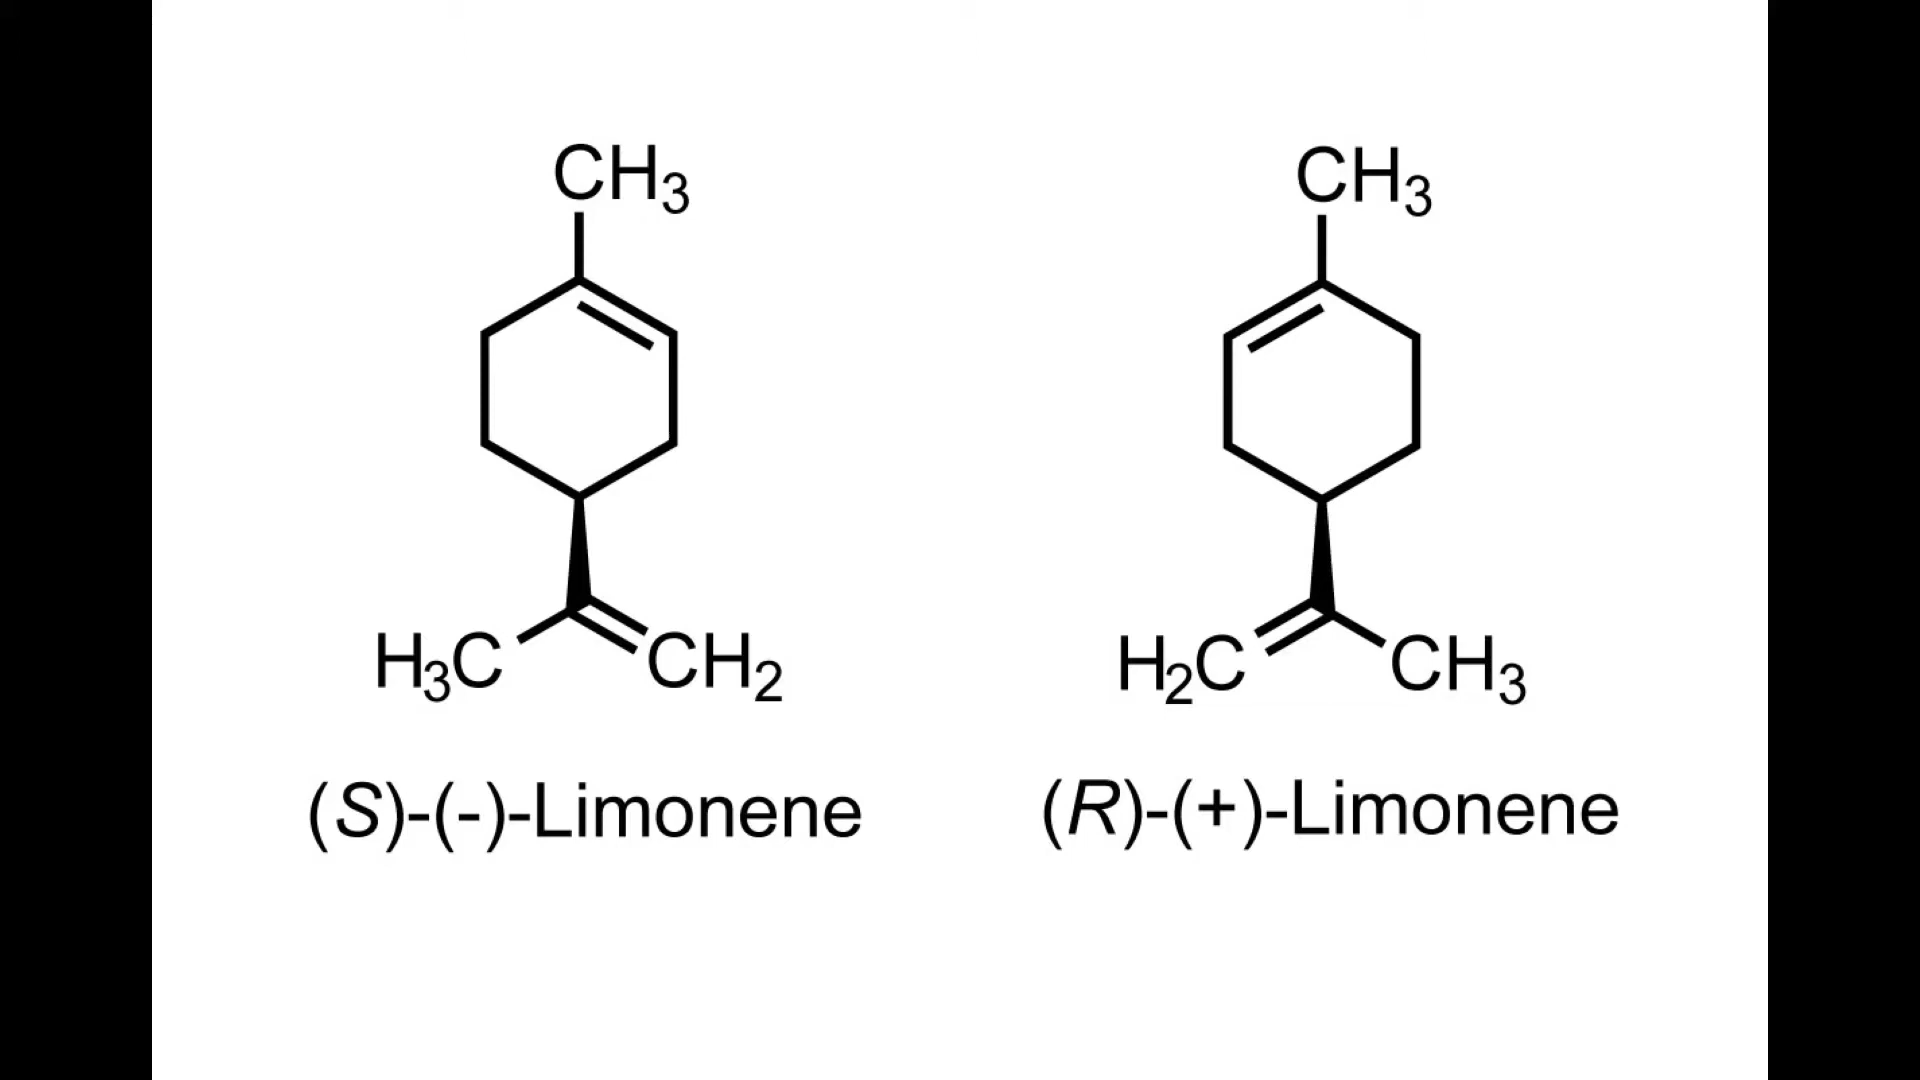 CH3
CH3
H3C
CH2
H2C
CH3
(S)-(-)-Limonene
(R)-(+)-Limonene